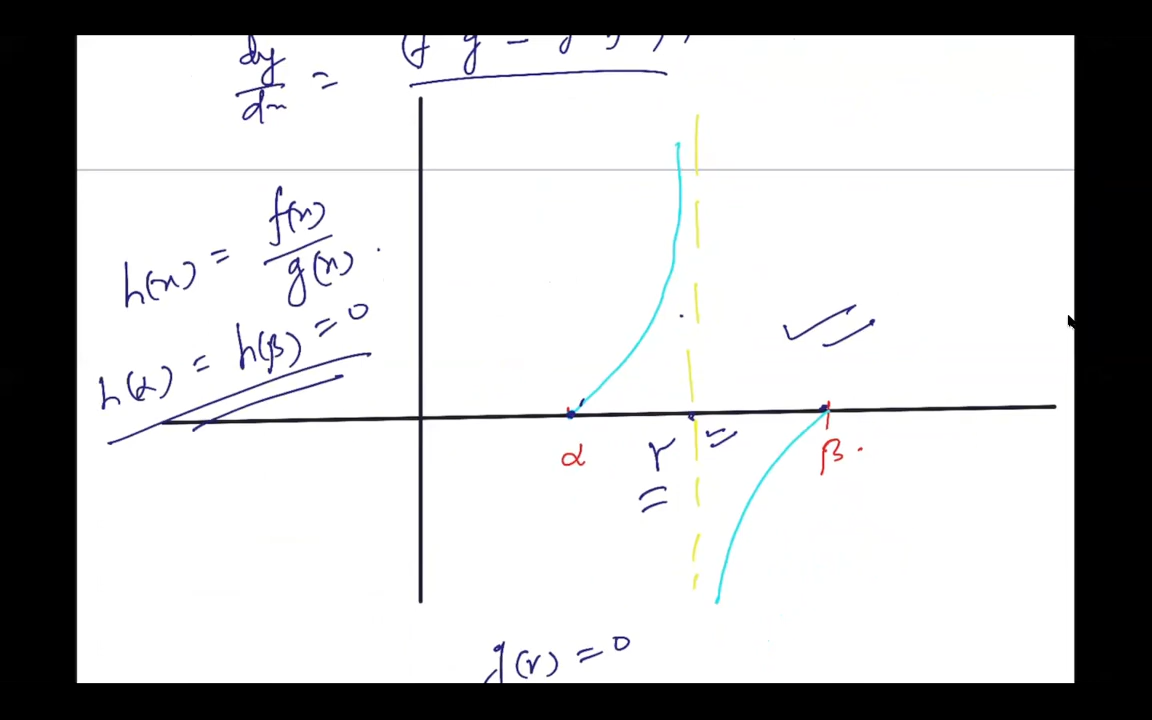 dy/dx =
h(x) = f(x)/g(x).
h(α) = h(β) = 0
α r = β.
g(r) = 0